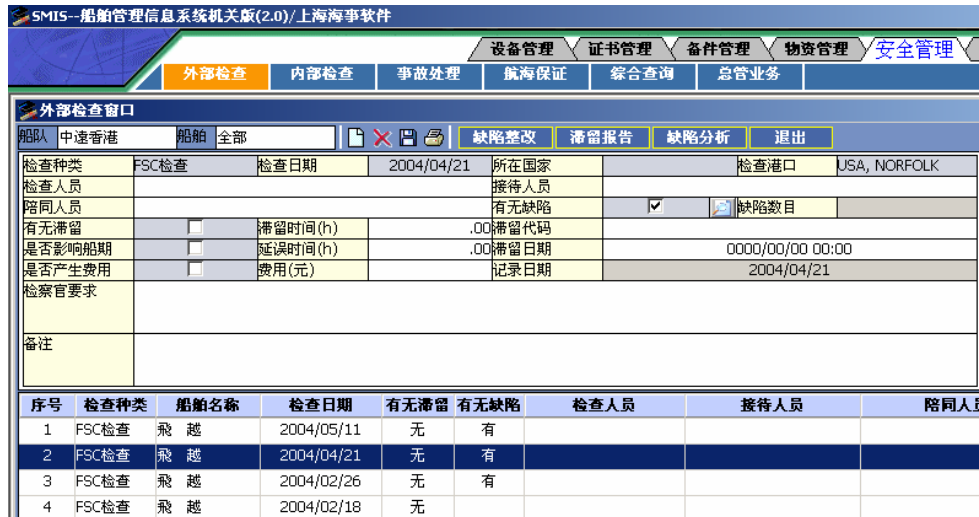 SMIS--船舶管理信息系统机关版(2.0)/上海海事软件
设备管理 证书管理 备件管理 物资管理 安全管理
外部检查 内部检查 事故处理 航海保证 综合查询 总管业务
外部检查窗口
船队 中远香港 船舶 全部 缺陷整改 滞留报告 缺陷分析 退出
检查种类 FSC检查 检查日期 2004/04/21 所在国家 检查港口 USA, NORFOLK
检查人员 接待人员
陪同人员 有无缺陷 缺陷数目
有无滞留 滞留时间(h) .00 滞留代码
是否影响船期 延误时间(h) .00 滞留日期 0000/00/00 00:00
是否产生费用 费用(元) 记录日期 2004/04/21
检察官要求
备注
序号 检查种类 船舶名称 检查日期 有无滞留 有无缺陷 检查人员 接待人员 陪同人员
1 FSC检查 飛 越 2004/05/11 无 有
2 FSC检查 飛 越 2004/04/21 无 有
3 FSC检查 飛 越 2004/02/26 无 有
4 FSC检查 飛 越 2004/02/18 无